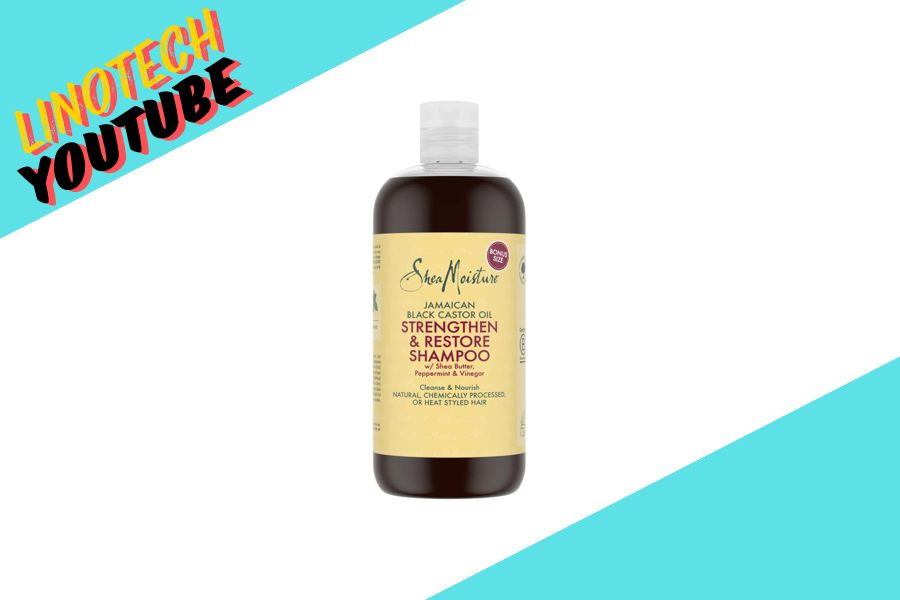 LINOTECH
YOUTUBE
BONUS
SIZE
SheaMoisture
JAMAICAN
BLACK CASTOR OIL
STRENGTHEN
& RESTORE
SHAMPOO
w/ Shea Butter,
Peppermint & Vinegar
Cleanse & Nourish
NATURAL, CHEMICALLY PROCESSED,
OR HEAT STYLED HAIR